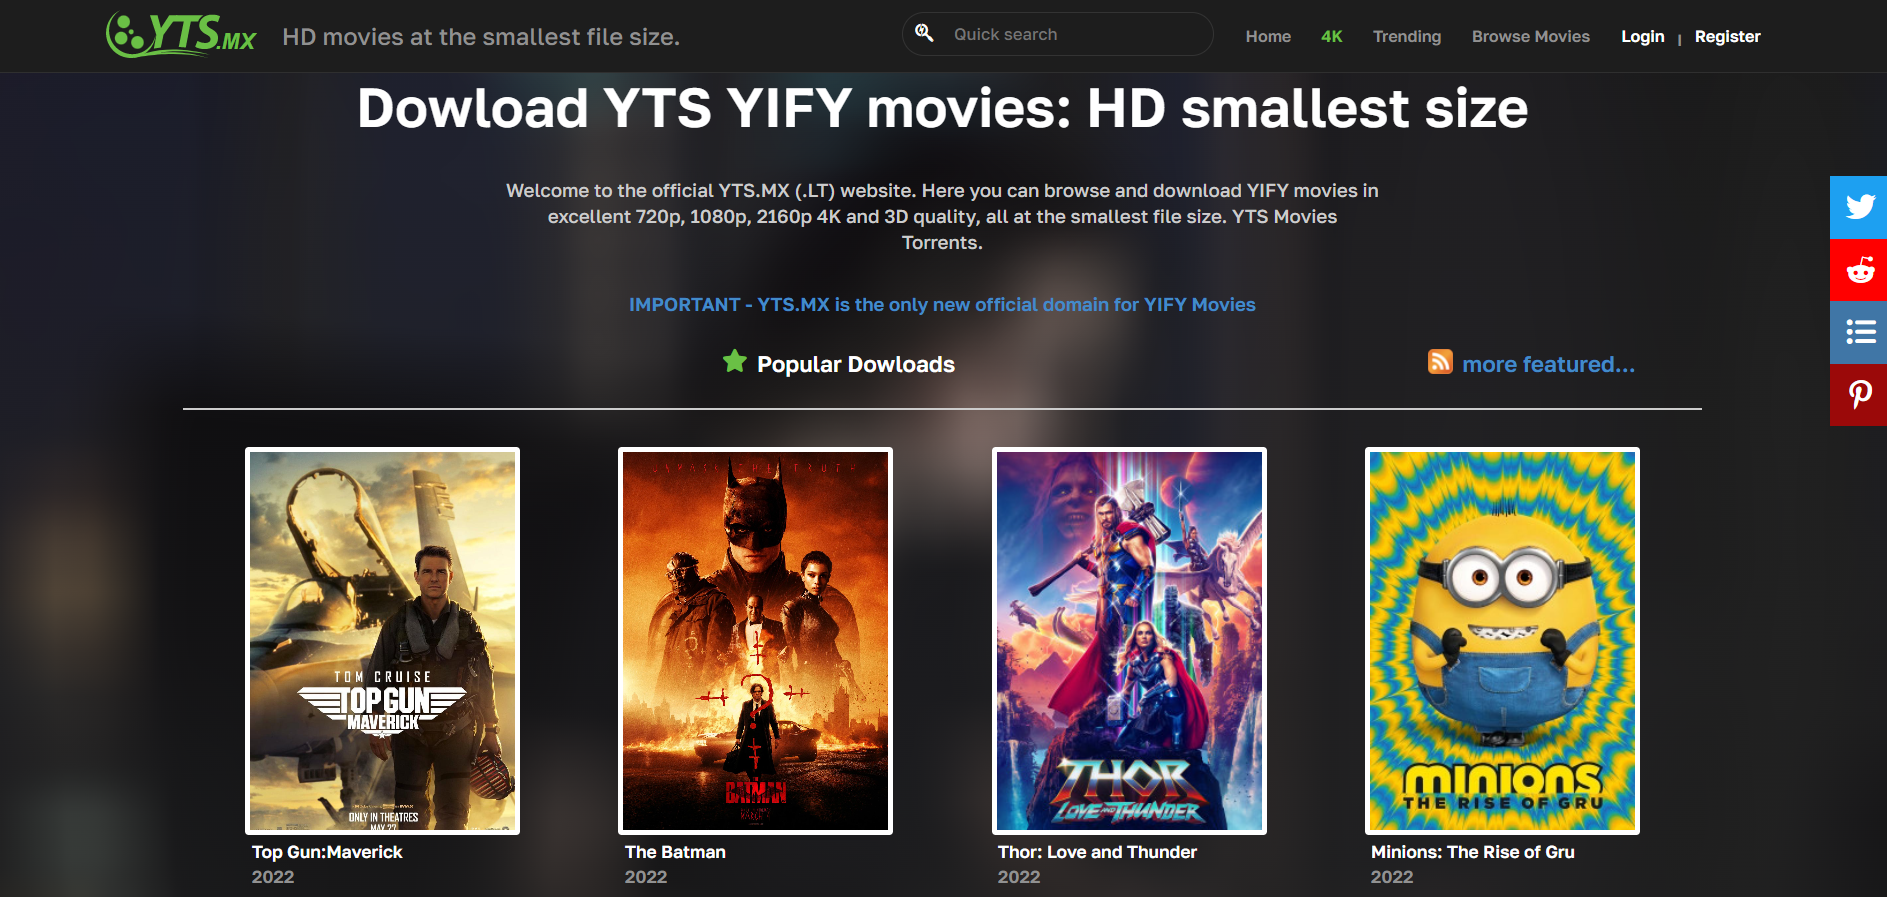 YTS.MX
HD movies at the smallest file size.
Quick search
Home
4K
Trending
Browse Movies
Login
|
Register
Dowload YTS YIFY movies: HD smallest size
Welcome to the official YTS.MX (.LT) website. Here you can browse and download YIFY movies in
excellent 720p, 1080p, 2160p 4K and 3D quality, all at the smallest file size. YTS Movies
Torrents.
IMPORTANT - YTS.MX is the only new official domain for YIFY Movies
Popular Dowloads
more featured...
TOM CRUISE
TOP GUN
MAVERICK
ONLY IN THEATRES
MAY 27
Top Gun:Maverick
2022
UNMASK THE TRUTH
THE
BATMAN
The Batman
2022
THOR
LOVE AND THUNDER
Thor: Love and Thunder
2022
MINIONS
THE RISE OF GRU
Minions: The Rise of Gru
2022